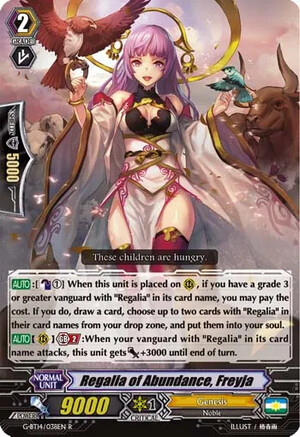 2
GRADE
5000
These children are hungry.
AUTO : [1] When this unit is placed on , if you have a grade 3
or greater vanguard with "Regalia" in its card name, you may pay the
cost. If you do, draw a card, choose up to two cards with "Regalia" in
their card names from your drop zone, and put them into your soul.
AUTO GB 2 : When your vanguard with "Regalia" in its card
name attacks, this unit gets +3000 until end of turn.
NORMAL UNIT
Regalia of Abundance, Freyja
POWER
9000
1
CRITICAL
Genesis
Noble
G-BT14/038EN R
ILLUST /